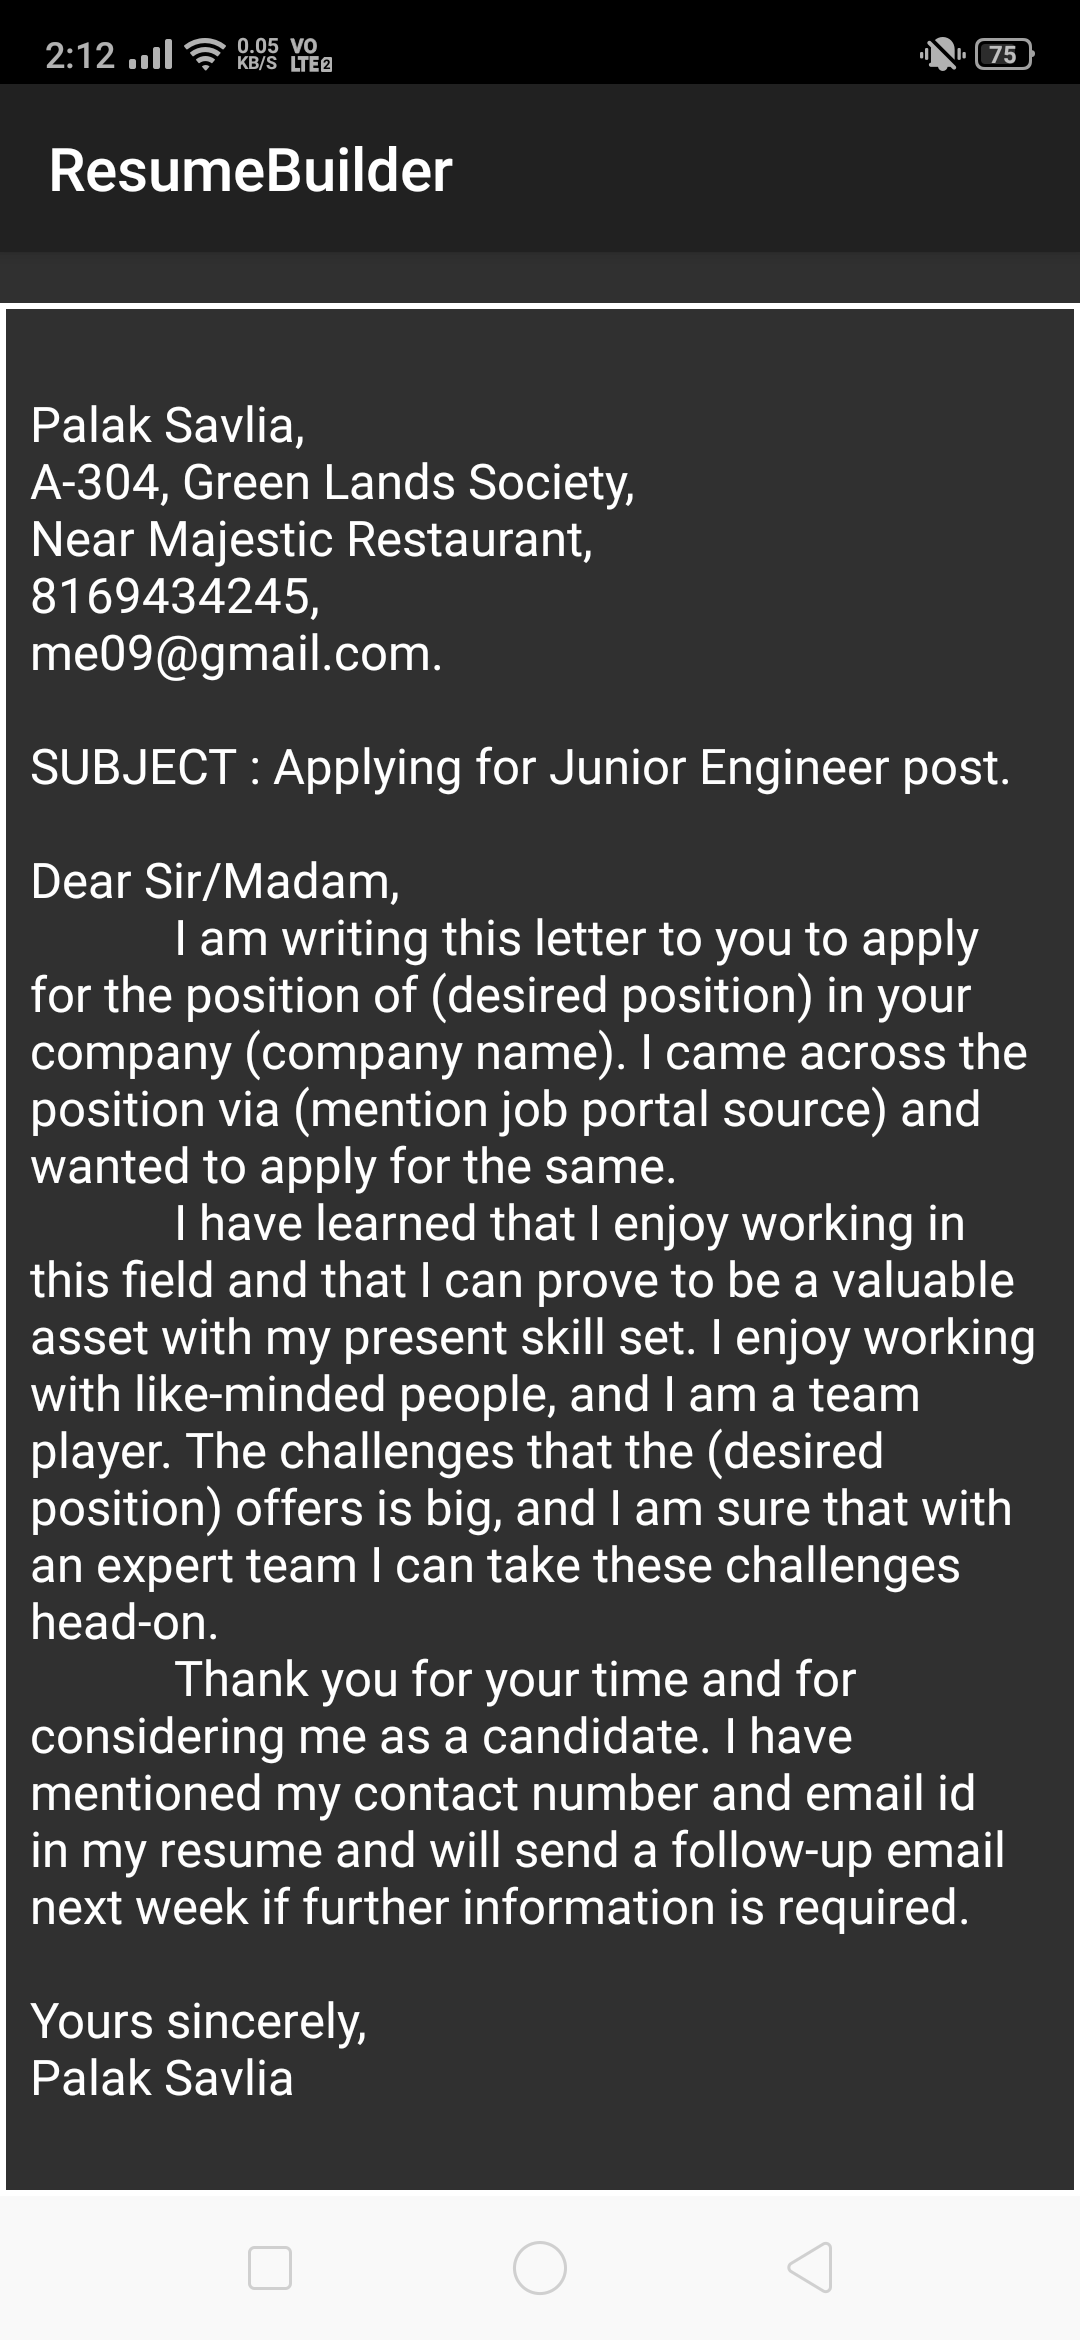 2:12 0.05 KB/S VO LTE 2 75
ResumeBuilder
Palak Savlia,
A-304, Green Lands Society,
Near Majestic Restaurant,
8169434245,
me09@gmail.com.
SUBJECT : Applying for Junior Engineer post.
Dear Sir/Madam,
I am writing this letter to you to apply
for the position of (desired position) in your
company (company name). I came across the
position via (mention job portal source) and
wanted to apply for the same.
I have learned that I enjoy working in
this field and that I can prove to be a valuable
asset with my present skill set. I enjoy working
with like-minded people, and I am a team
player. The challenges that the (desired
position) offers is big, and I am sure that with
an expert team I can take these challenges
head-on.
Thank you for your time and for
considering me as a candidate. I have
mentioned my contact number and email id
in my resume and will send a follow-up email
next week if further information is required.
Yours sincerely,
Palak Savlia